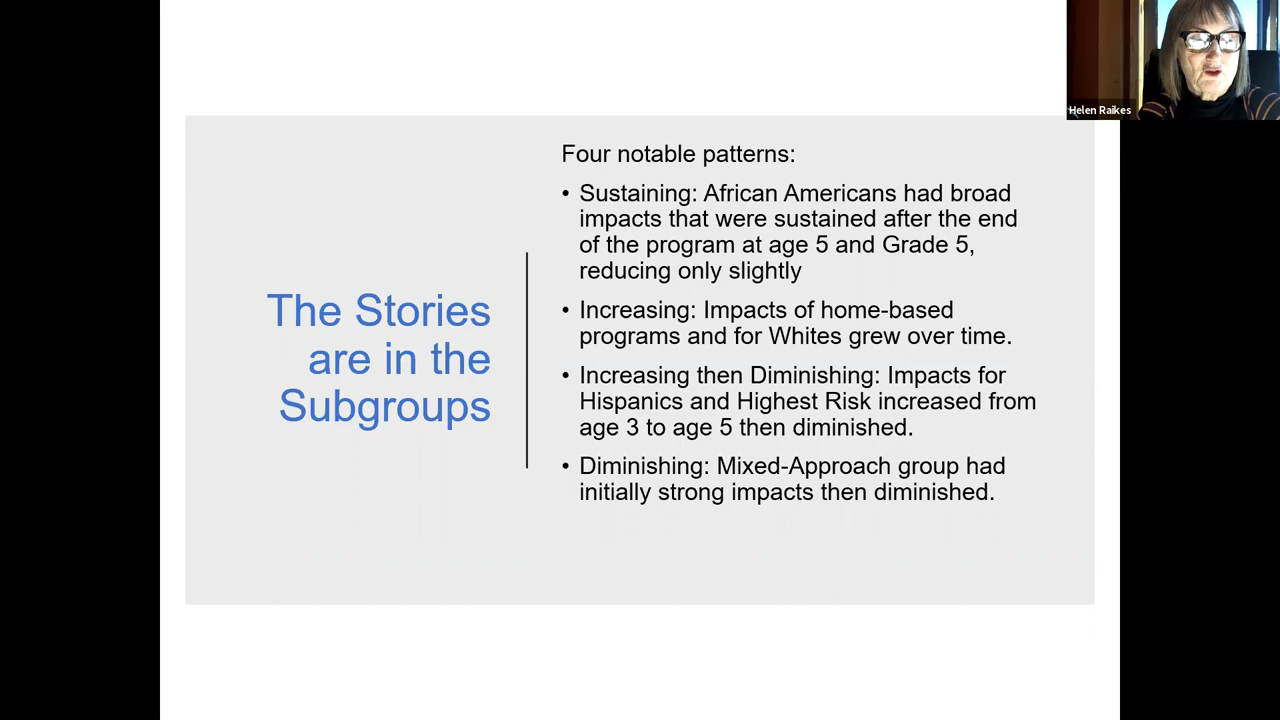 Helen Raikes
The Stories
are in the
Subgroups
Four notable patterns:
• Sustaining: African Americans had broad
impacts that were sustained after the end
of the program at age 5 and Grade 5,
reducing only slightly
• Increasing: Impacts of home-based
programs and for Whites grew over time.
• Increasing then Diminishing: Impacts for
Hispanics and Highest Risk increased from
age 3 to age 5 then diminished.
• Diminishing: Mixed-Approach group had
initially strong impacts then diminished.